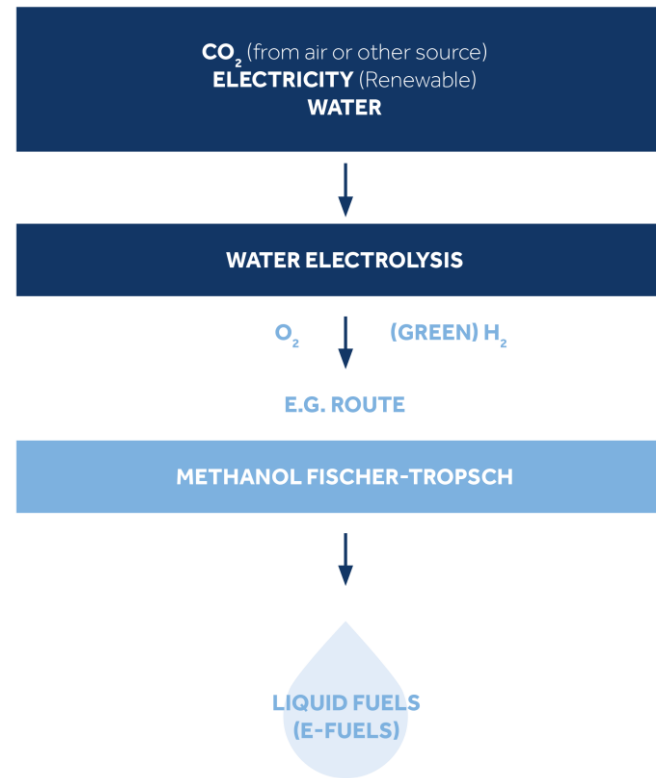 CO₂ (from air or other source)
ELECTRICITY (Renewable)
WATER
WATER ELECTROLYSIS
O₂ (GREEN) H₂
E.G. ROUTE
METHANOL FISCHER-TROPSCH
LIQUID FUELS
(E-FUELS)